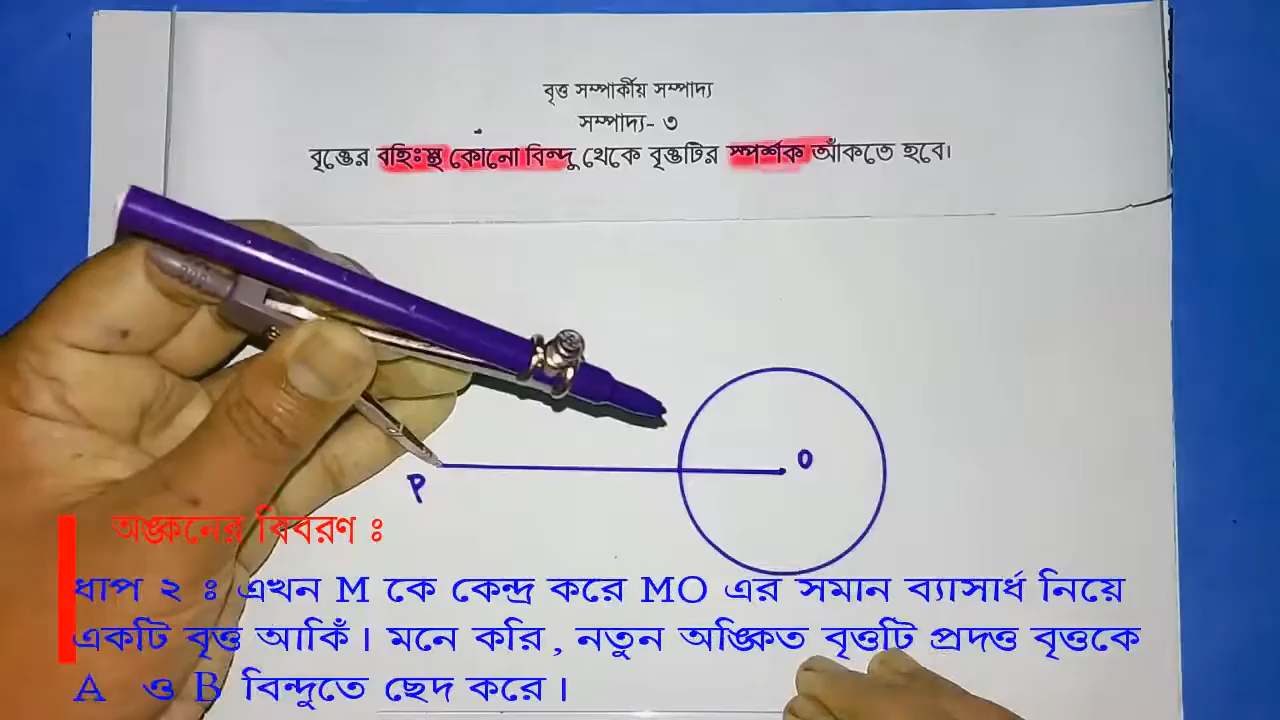 বৃত্ত সম্পার্কীয় সম্পাদ্য
সম্পাদ্য- ৩
বৃত্তের বহিঃস্থ কোনো বিন্দু থেকে বৃত্তটির স্পর্শক আঁকতে হবে।
O
P
অঙ্কনের বিবরণ ঃ
ধাপ ২ ঃ এখন M কে কেন্দ্র করে MO এর সমান ব্যাসার্ধ নিয়ে
একটি বৃত্ত আকিঁ। মনে করি, নতুন অঙ্কিত বৃত্তটি প্রদত্ত বৃত্তকে
A ও B বিন্দুতে ছেদ করে।